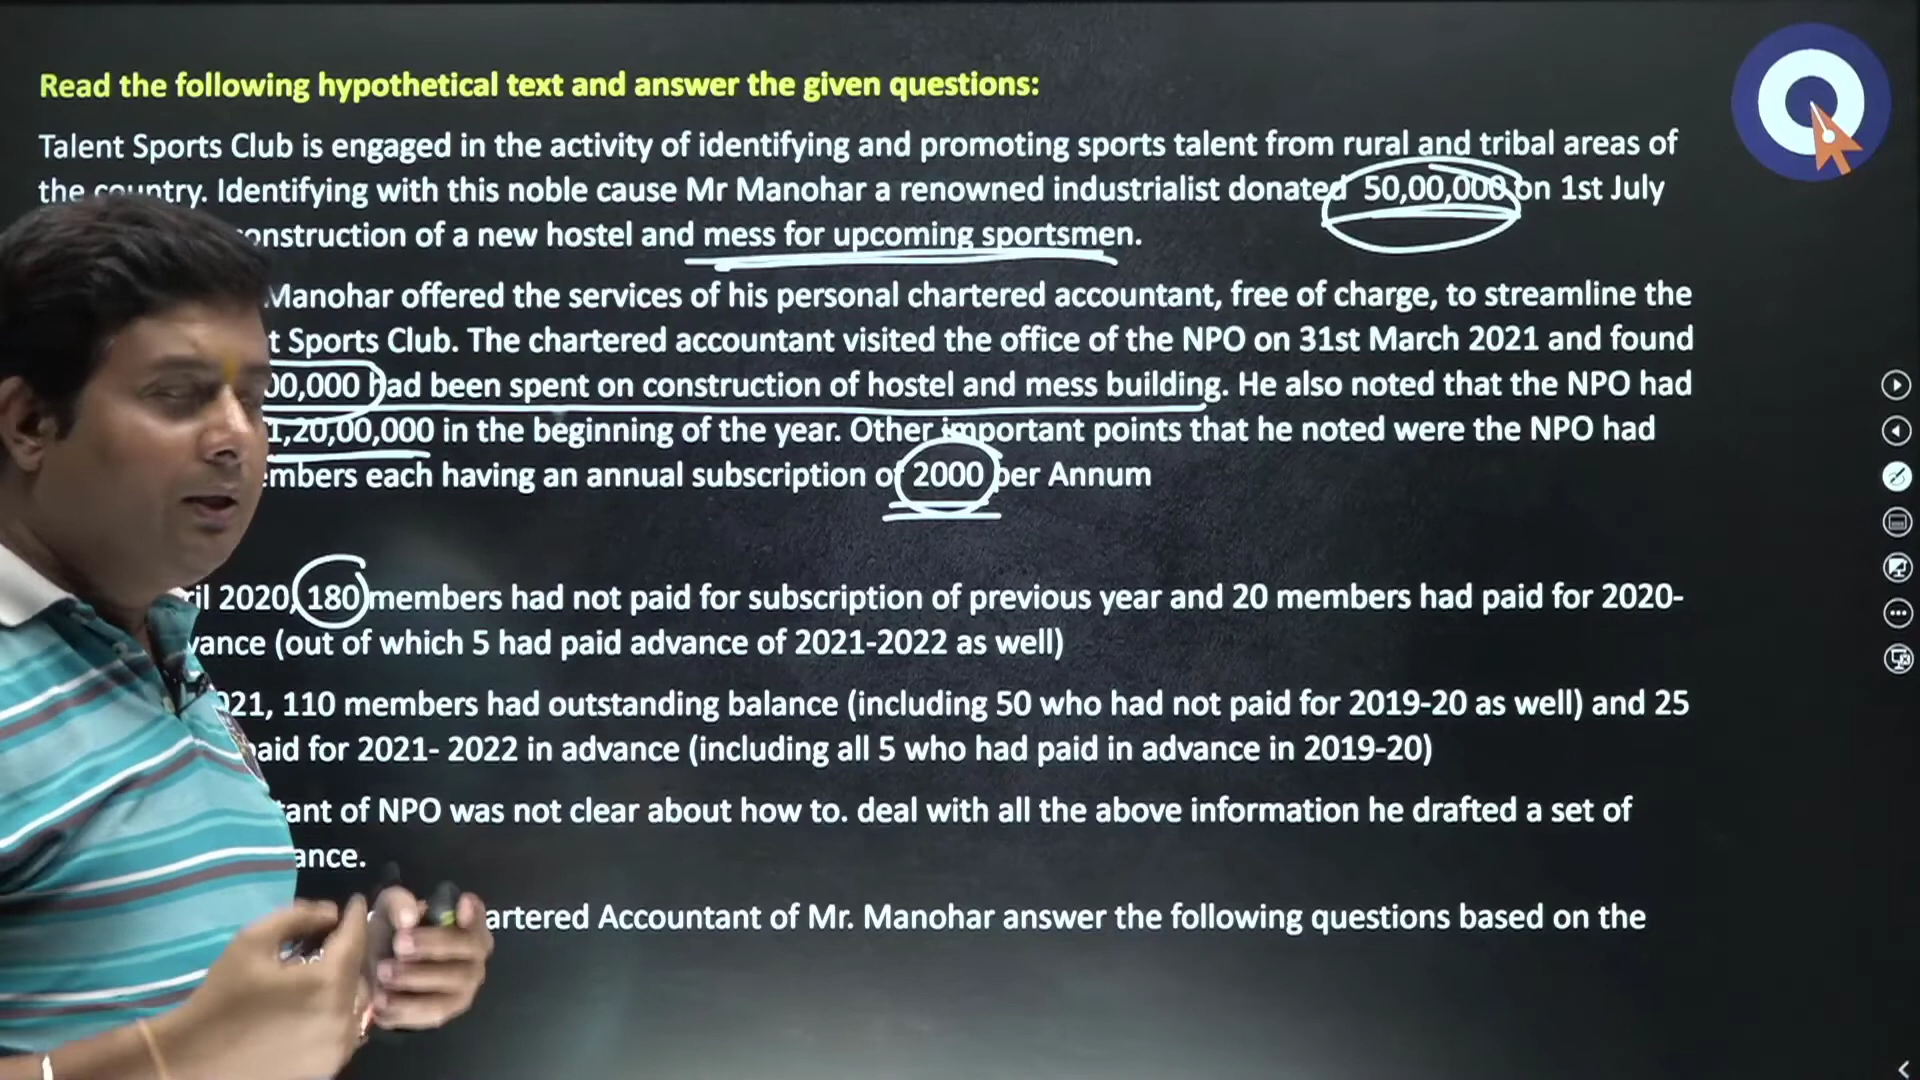 Read the following hypothetical text and answer the given questions:
Talent Sports Club is engaged in the activity of identifying and promoting sports talent from rural and tribal areas of
the country. Identifying with this noble cause Mr Manohar a renowned industrialist donated 50,00,000 on 1st July
onstruction of a new hostel and mess for upcoming sportsmen.
Manohar offered the services of his personal chartered accountant, free of charge, to streamline the
t Sports Club. The chartered accountant visited the office of the NPO on 31st March 2021 and found
00,000 had been spent on construction of hostel and mess building. He also noted that the NPO had
1,20,00,000 in the beginning of the year. Other important points that he noted were the NPO had
mbers each having an annual subscription of 2000 per Annum
ril 2020, 180 members had not paid for subscription of previous year and 20 members had paid for 2020-
vance (out of which 5 had paid advance of 2021-2022 as well)
021, 110 members had outstanding balance (including 50 who had not paid for 2019-20 as well) and 25
aid for 2021- 2022 in advance (including all 5 who had paid in advance in 2019-20)
tant of NPO was not clear about how to. deal with all the above information he drafted a set of
ance.
artered Accountant of Mr. Manohar answer the following questions based on the